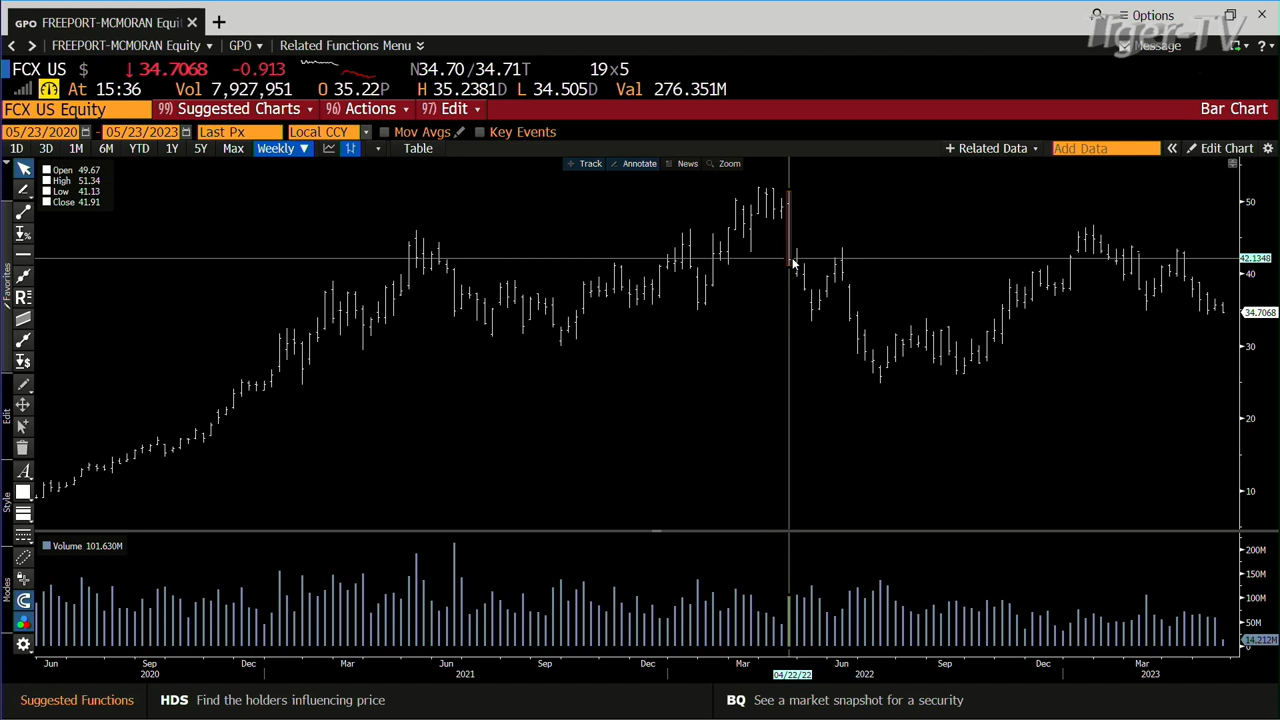 GPO FREEPORT-MCMORAN Equi
Options
Tiger-TV
FREEPORT-MCMORAN Equity GPO Related Functions Menu
Message
FCX US $ ↓34.7068 -0.913 N34.70/34.71T 19x5
At 15:36 Vol 7,927,951 O 35.22P H 35.2381D L 34.505D Val 276.351M
FCX US Equity 99) Suggested Charts 96) Actions 97) Edit Bar Chart
05/23/2020 - 05/23/2023 Last Px Local CCY Mov Avgs Key Events
1D 3D 1M 6M YTD 1Y 5Y Max Weekly ▼ Table + Related Data « Add Data Edit Chart
Track Annotate News Zoom
Open 49.67
High 51.34
Low 41.13
Close 41.91
50
42.1348
40
34.7068
30
20
10
Favorites
Edit
Style
Modes
Volume 101.630M
200M
150M
100M
50M
14.212M
0
Jun Sep Dec Mar Jun Sep Dec Mar Jun Sep Dec Mar
2020 2021 04/22/22 2022 2023
Suggested Functions HDS Find the holders influencing price BQ See a market snapshot for a security